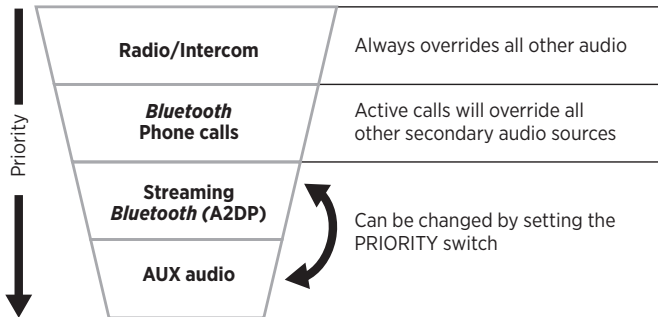 Priority
Radio/Intercom
Always overrides all other audio
Bluetooth
Phone calls
Active calls will override all
other secondary audio sources
Streaming
Bluetooth (A2DP)
Can be changed by setting the
PRIORITY switch
AUX audio